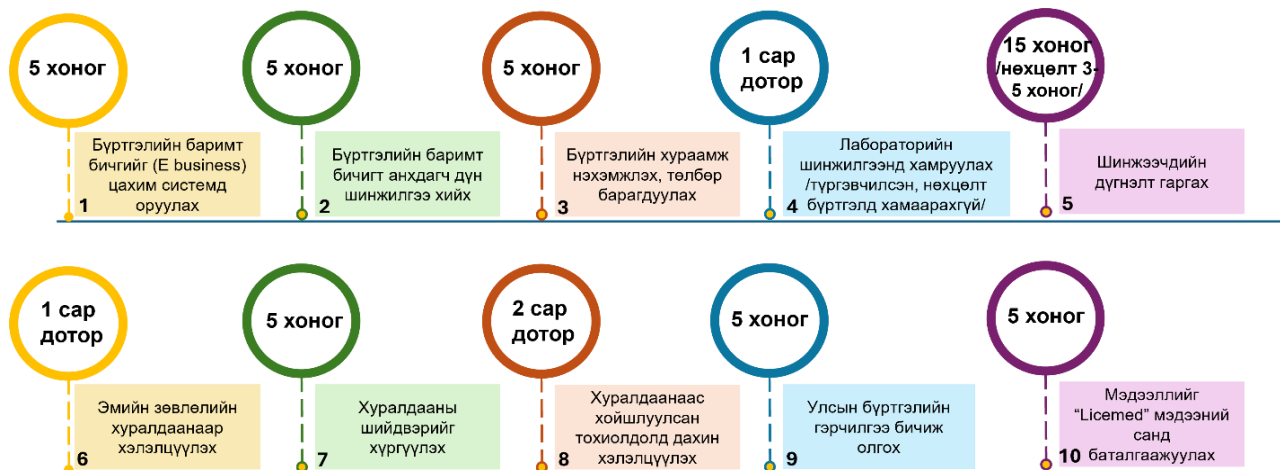 5 хоног
Бүртгэлийн баримт
бичгийг (E business)
цахим системд
оруулах
1
5 хоног
Бүртгэлийн баримт
бичигт анхдагч дүн
шинжилгээ хийх
2
5 хоног
Бүртгэлийн хураамж
нэхэмжлэх, төлбөр
барагдуулах
3
1 сар
дотор
Лабораторийн
шинжилгээнд хамруулах
/түргэвчилсэн, нөхцөлт
бүртгэлд хамаарахгүй/
4
15 хоног
/нөхцөлт 3-
5 хоног/
Шинжээчдийн
дүгнэлт гаргах
5
1 сар
дотор
Эмийн зөвлөлийн
хуралдаанаар
хэлэлцүүлэх
6
5 хоног
Хуралдааны
шийдвэрийг
хүргүүлэх
7
2 сар
дотор
Хуралдаанаас
хойшлуулсан
тохиолдолд дахин
хэлэлцүүлэх
8
5 хоног
Улсын бүртгэлийн
гэрчилгээ бичиж
олгох
9
5 хоног
Мэдээллийг
“Licemed” мэдээний
санд
баталгаажуулах
10